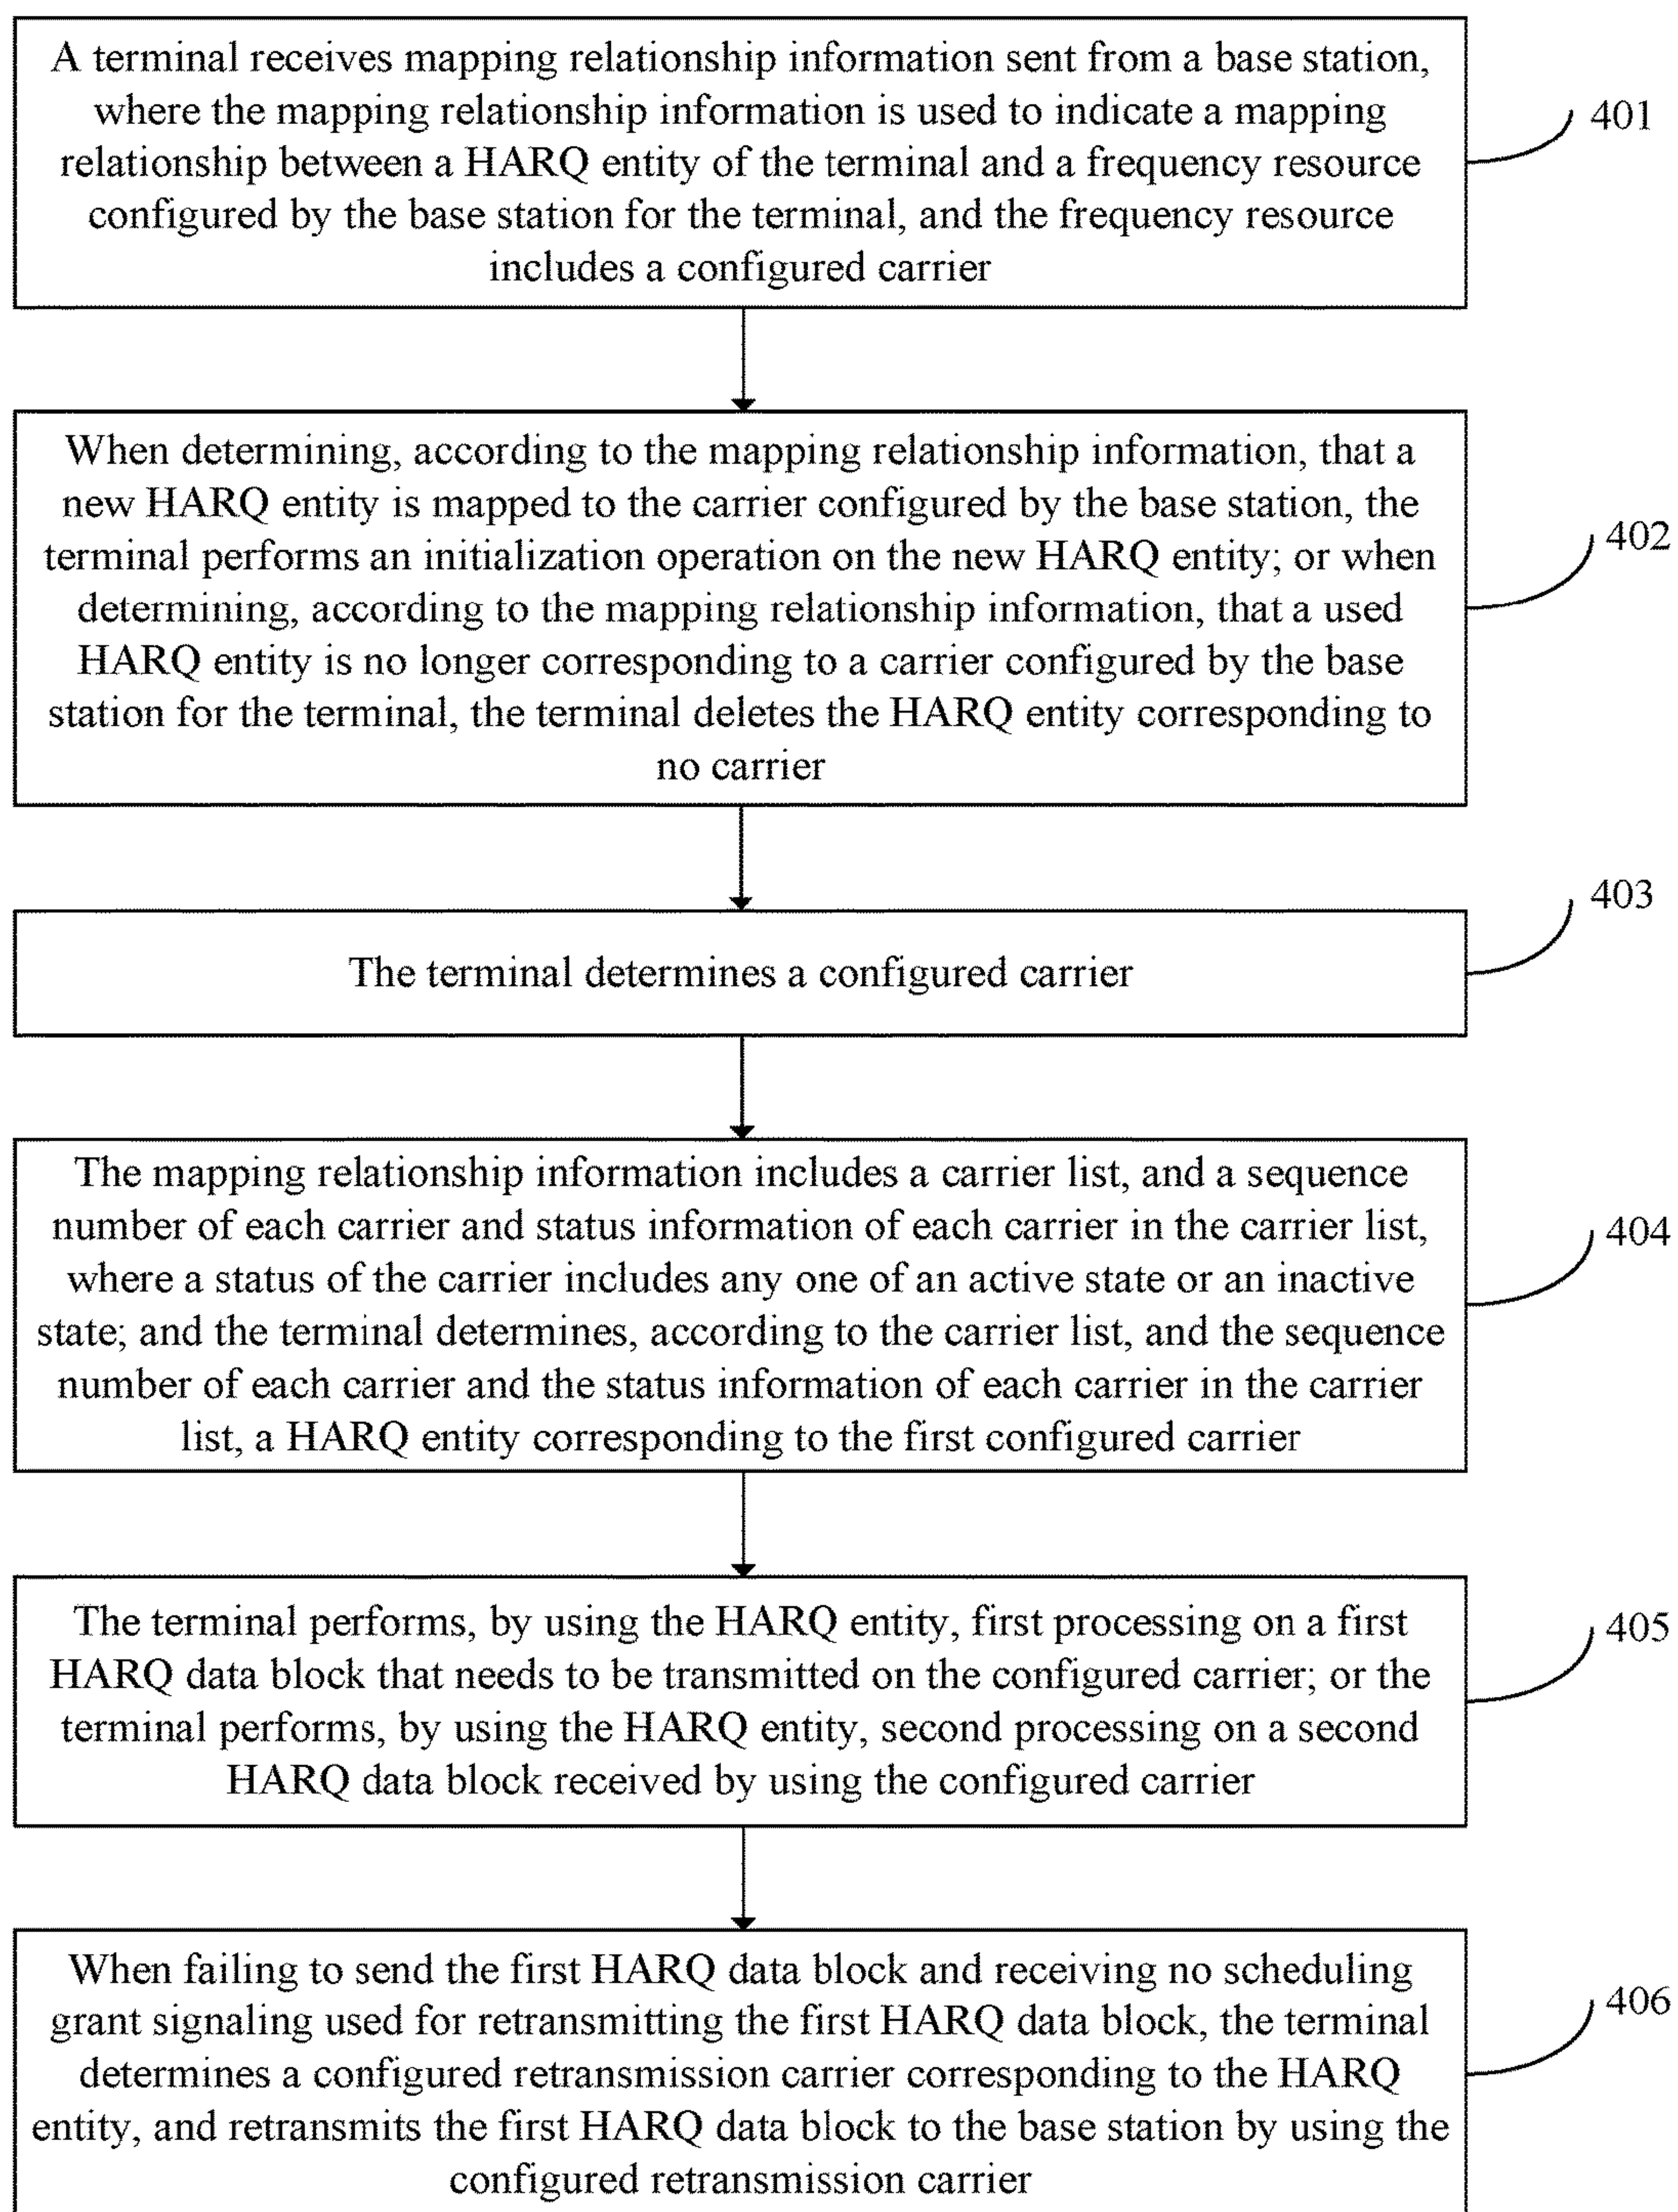 A terminal receives mapping relationship information sent from a base station,
where the mapping relationship information is used to indicate a mapping
relationship between a HARQ entity of the terminal and a frequency resource
configured by the base station for the terminal, and the frequency resource
includes a configured carrier
401
When determining, according to the mapping relationship information, that a
new HARQ entity is mapped to the carrier configured by the base station, the
terminal performs an initialization operation on the new HARQ entity; or when
determining, according to the mapping relationship information, that a used
HARQ entity is no longer corresponding to a carrier configured by the base
station for the terminal, the terminal deletes the HARQ entity corresponding to
no carrier
402
The terminal determines a configured carrier
403
The mapping relationship information includes a carrier list, and a sequence
number of each carrier and status information of each carrier in the carrier list,
where a status of the carrier includes any one of an active state or an inactive
state; and the terminal determines, according to the carrier list, and the sequence
number of each carrier and the status information of each carrier in the carrier
list, a HARQ entity corresponding to the first configured carrier
404
The terminal performs, by using the HARQ entity, first processing on a first
HARQ data block that needs to be transmitted on the configured carrier; or the
terminal performs, by using the HARQ entity, second processing on a second
HARQ data block received by using the configured carrier
405
When failing to send the first HARQ data block and receiving no scheduling
grant signaling used for retransmitting the first HARQ data block, the terminal
determines a configured retransmission carrier corresponding to the HARQ
entity, and retransmits the first HARQ data block to the base station by using the
configured retransmission carrier
406